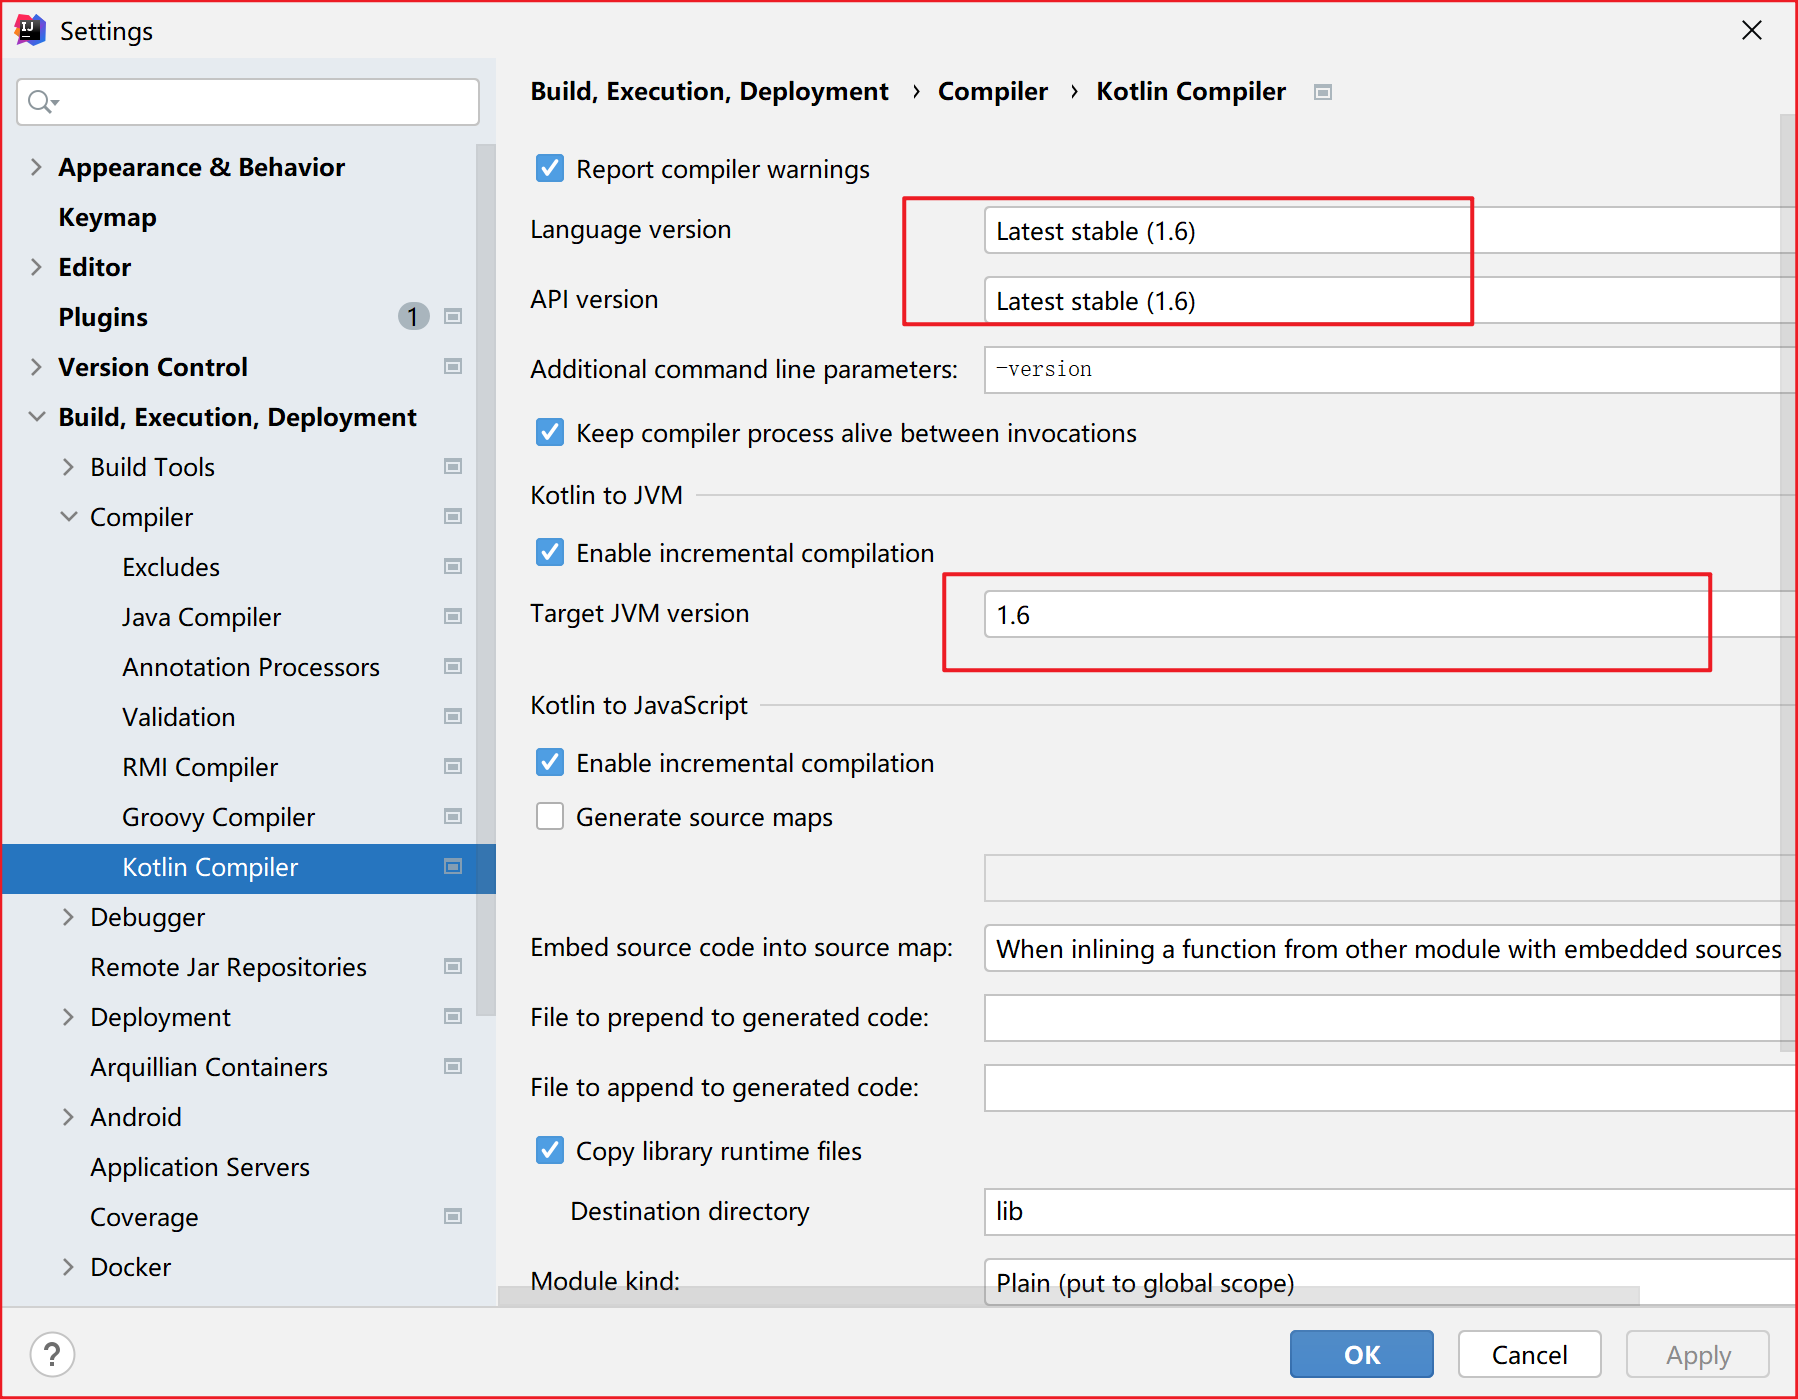 Settings
Build, Execution, Deployment › Compiler › Kotlin Compiler
Appearance & Behavior
Keymap
Editor
Plugins 1
Version Control
Build, Execution, Deployment
Build Tools
Compiler
Excludes
Java Compiler
Annotation Processors
Validation
RMI Compiler
Groovy Compiler
Kotlin Compiler
Debugger
Remote Jar Repositories
Deployment
Arquillian Containers
Android
Application Servers
Coverage
Docker
Report compiler warnings
Language version Latest stable (1.6)
API version Latest stable (1.6)
Additional command line parameters: -version
Keep compiler process alive between invocations
Kotlin to JVM
Enable incremental compilation
Target JVM version 1.6
Kotlin to JavaScript
Enable incremental compilation
Generate source maps
Embed source code into source map: When inlining a function from other module with embedded sources
File to prepend to generated code:
File to append to generated code:
Copy library runtime files
Destination directory lib
Module kind: Plain (put to global scope)
? OK Cancel Apply